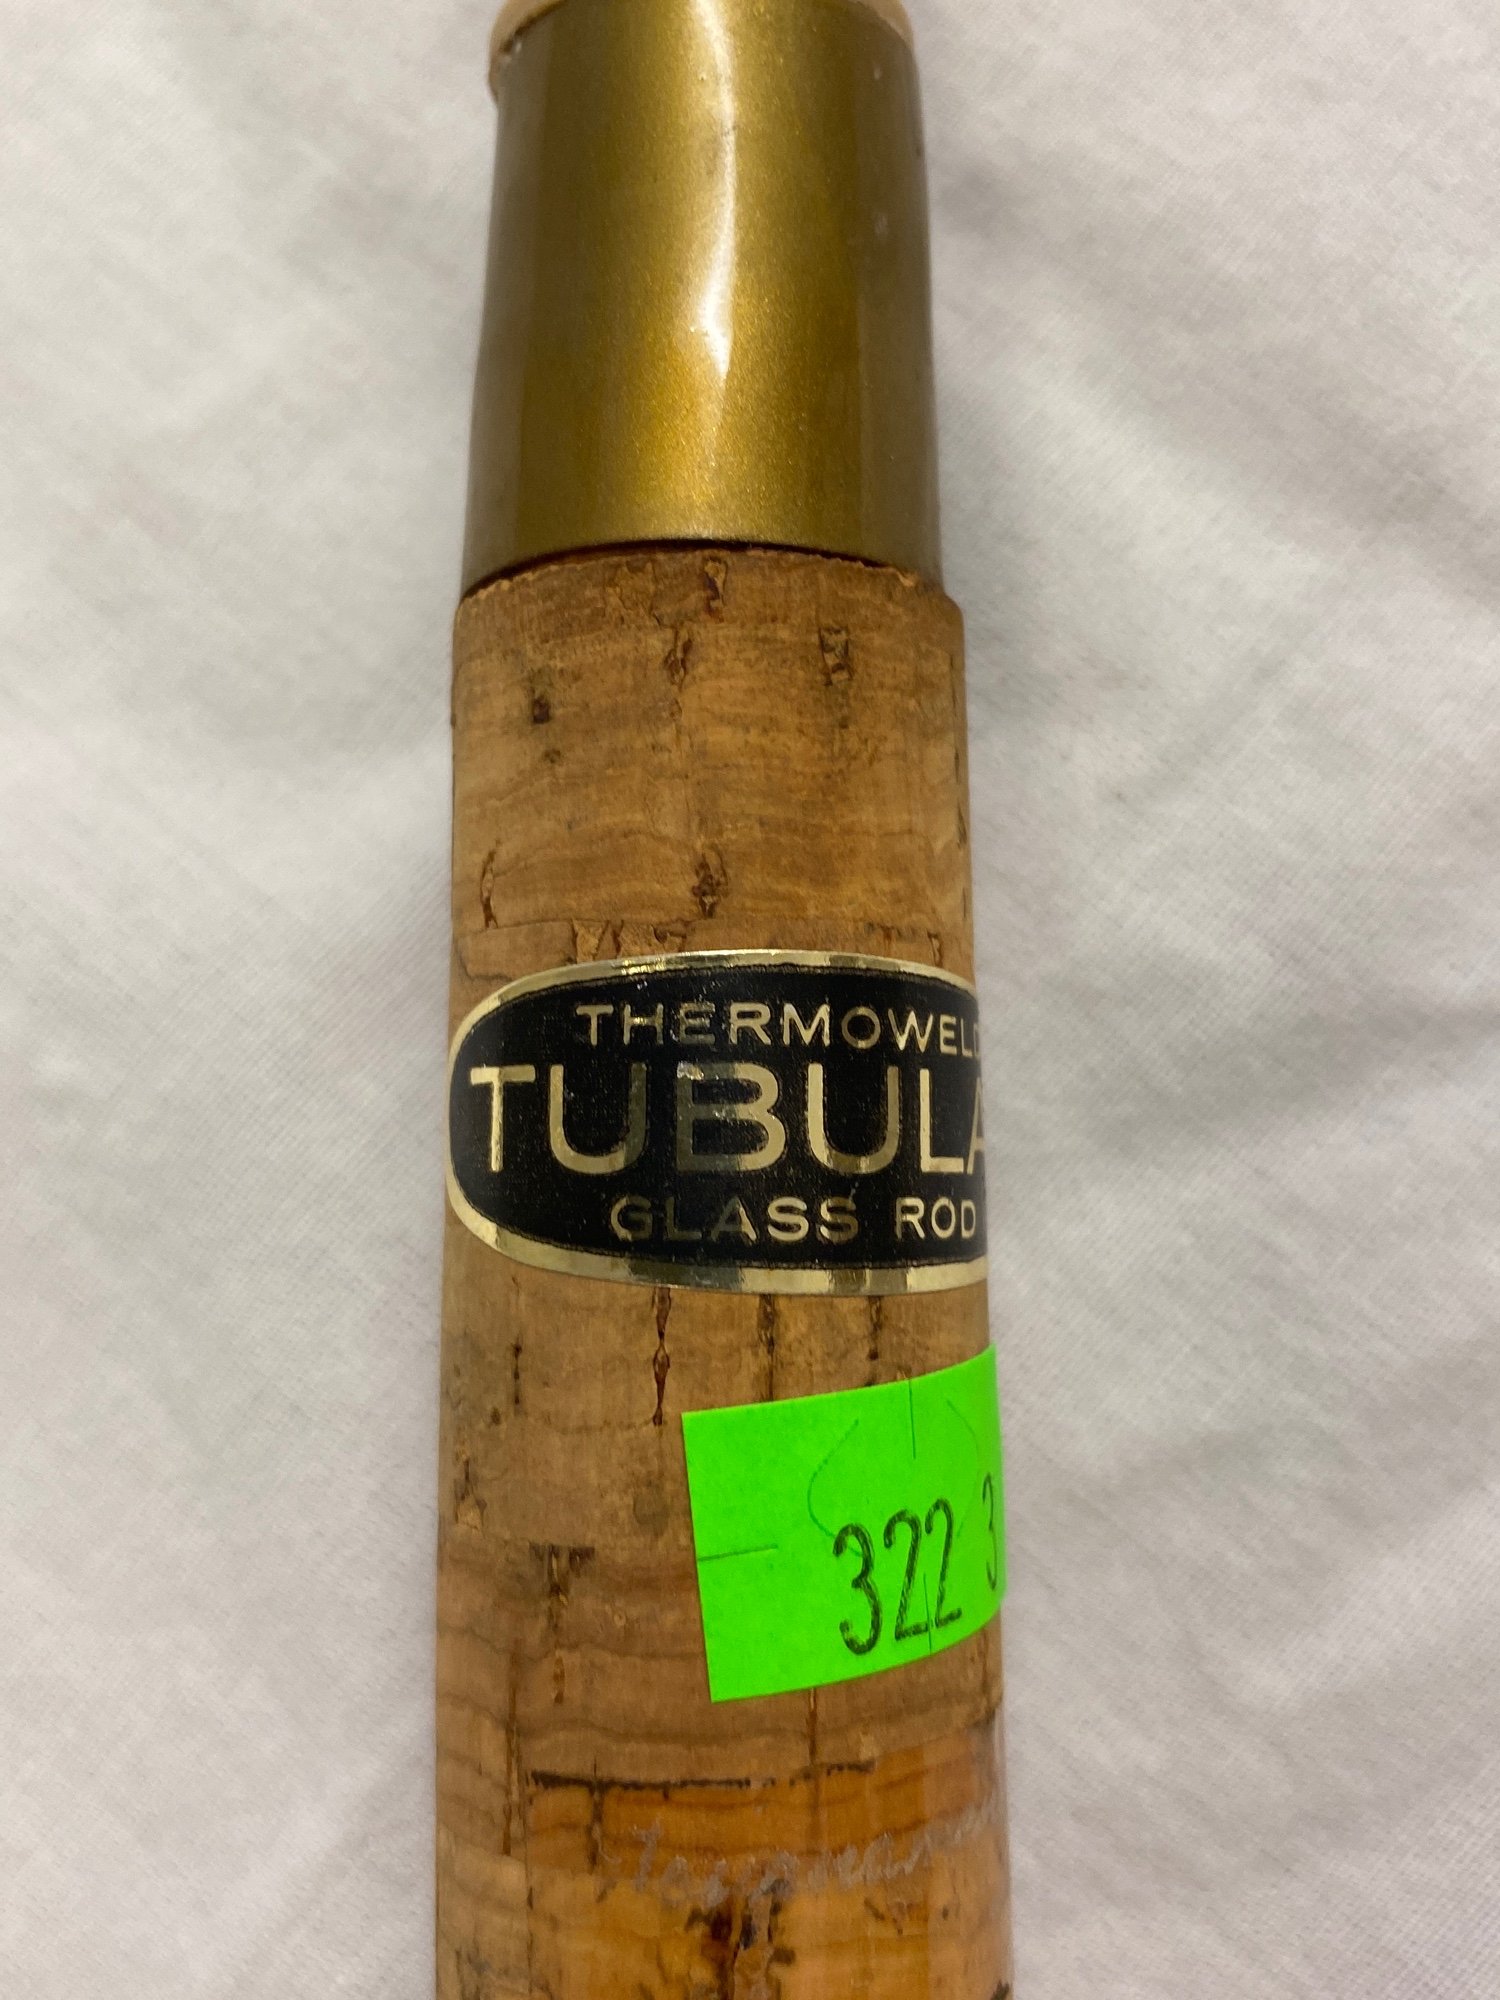 THERMOWELD
TUBULA
GLASS ROD
322 3